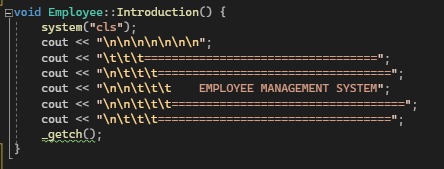 void Employee::Introduction() {
system("cls");
cout << "\n\n\n\n\n\n\n";
cout << "\t\t\t==================================";
cout << "\n\t\t\t==================================";
cout << "\n\n\t\t\t    EMPLOYEE MANAGEMENT SYSTEM";
cout << "\n\n\t\t\t==================================";
cout << "\n\t\t\t==================================";
_getch();
}